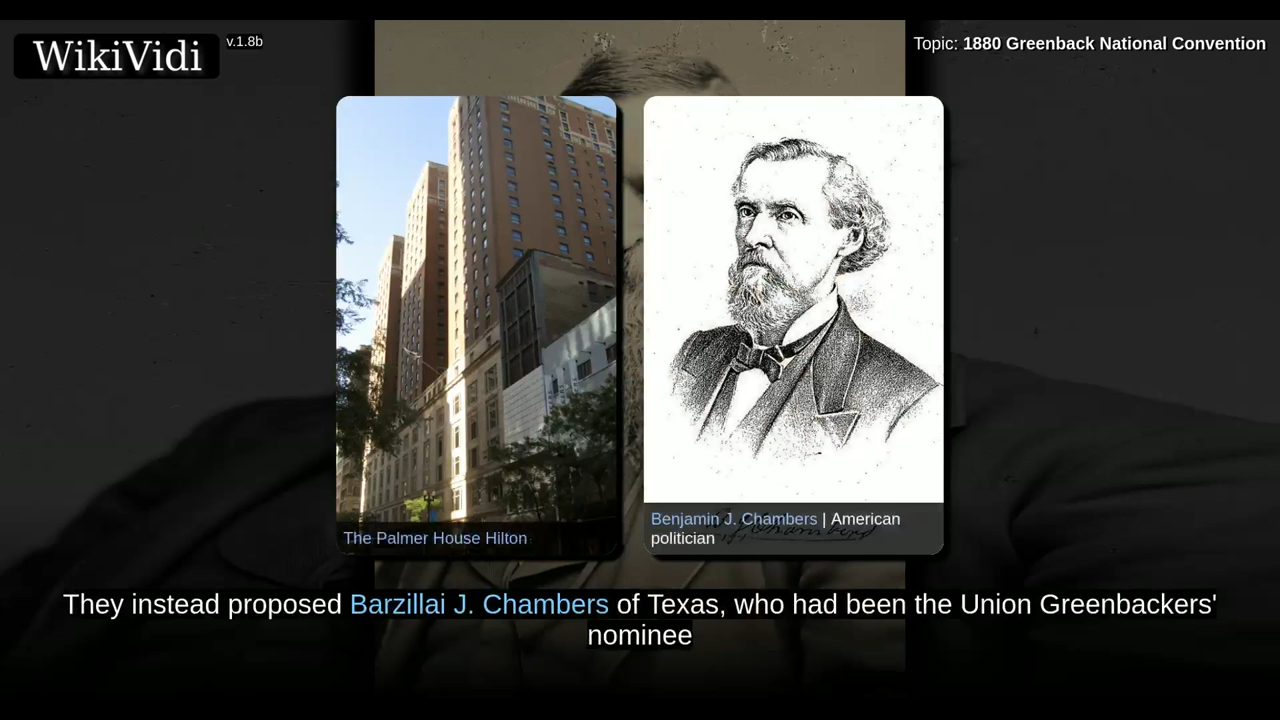 WikiVidi
v.1.8b
Topic: 1880 Greenback National Convention
The Palmer House Hilton
Benjamin J. Chambers | American
politician
They instead proposed Barzillai J. Chambers of Texas, who had been the Union Greenbackers'
nominee